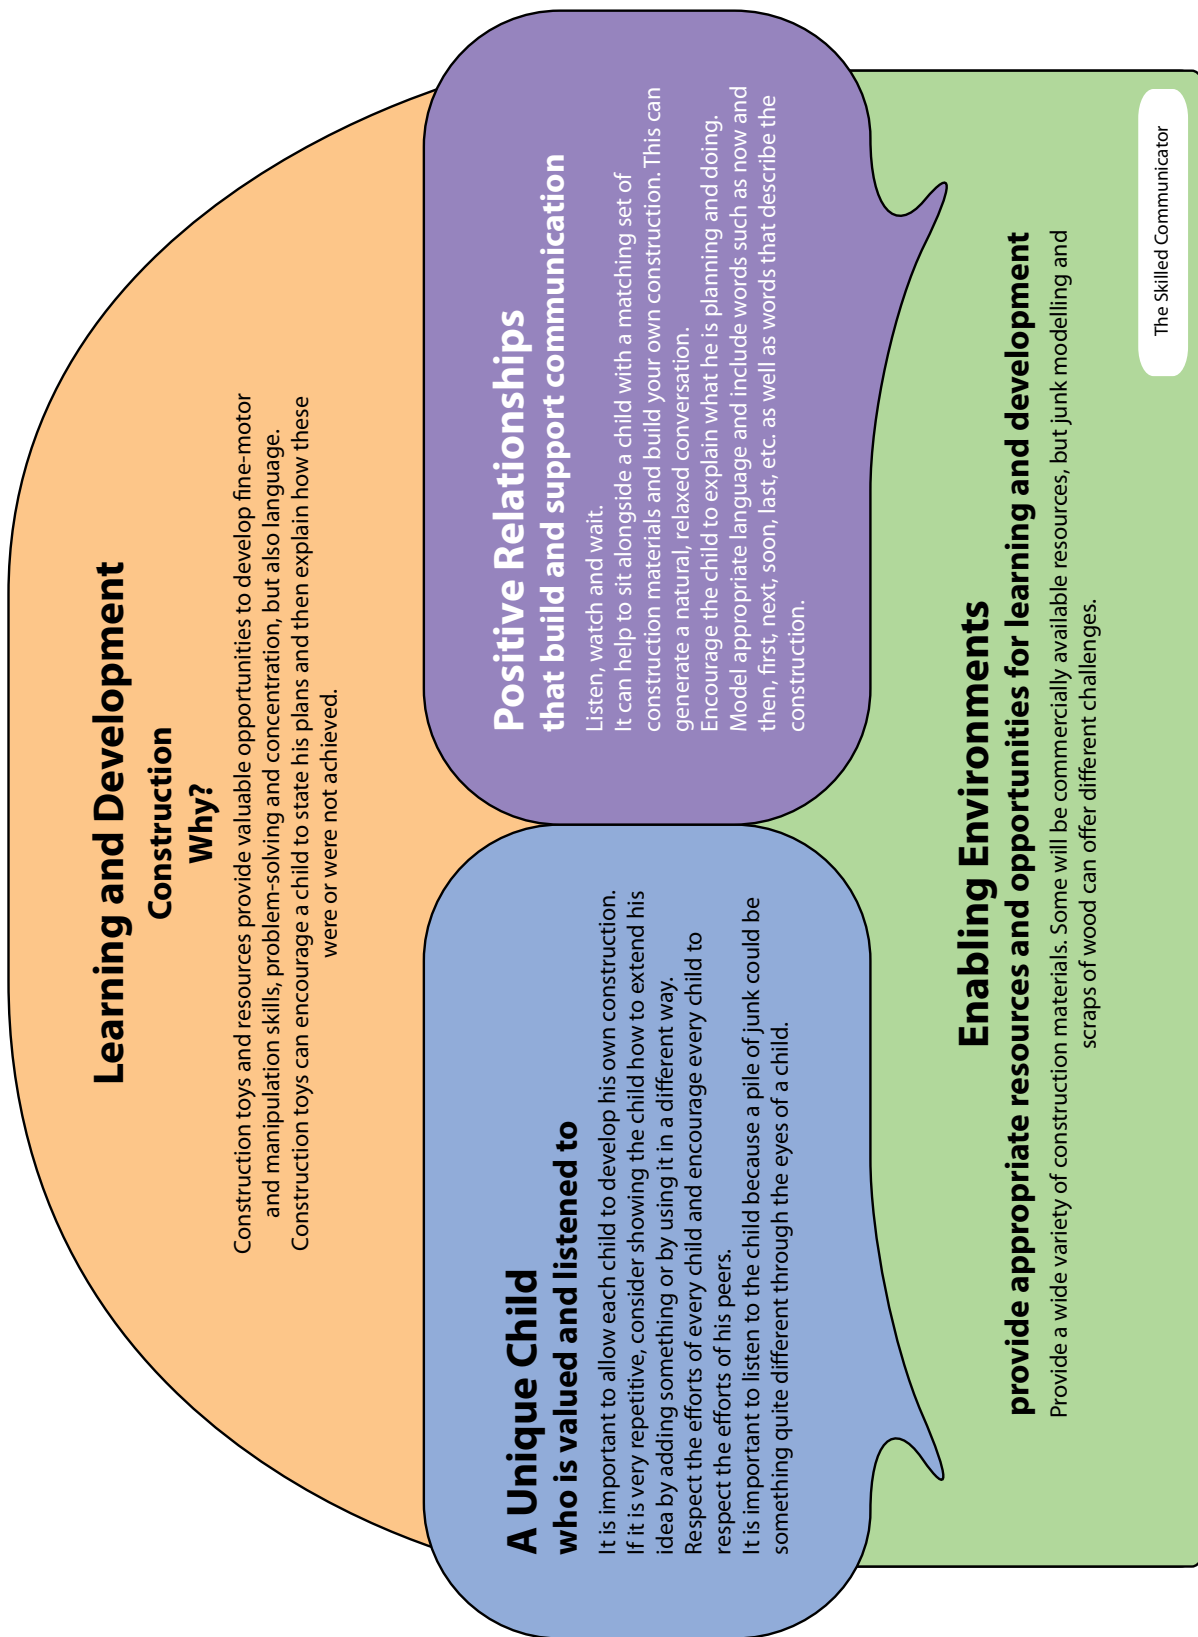 Learning and Development
Construction
Why?
Construction toys and resources provide valuable opportunities to develop fine-motor
and manipulation skills, problem-solving and concentration, but also language.
Construction toys can encourage a child to state his plans and then explain how these
were or were not achieved.
A Unique Child
who is valued and listened to
It is important to allow each child to develop his own construction.
If it is very repetitive, consider showing the child how to extend his
idea by adding something or by using it in a different way.
Respect the efforts of every child and encourage every child to
respect the efforts of his peers.
It is important to listen to the child because a pile of junk could be
something quite different through the eyes of a child.
Positive Relationships
that build and support communication
Listen, watch and wait.
It can help to sit alongside a child with a matching set of
construction materials and build your own construction. This can
generate a natural, relaxed conversation.
Encourage the child to explain what he is planning and doing.
Model appropriate language and include words such as now and
then, first, next, soon, last, etc. as well as words that describe the
construction.
Enabling Environments
provide appropriate resources and opportunities for learning and development
Provide a wide variety of construction materials. Some will be commercially available resources, but junk modelling and
scraps of wood can offer different challenges.
The Skilled Communicator